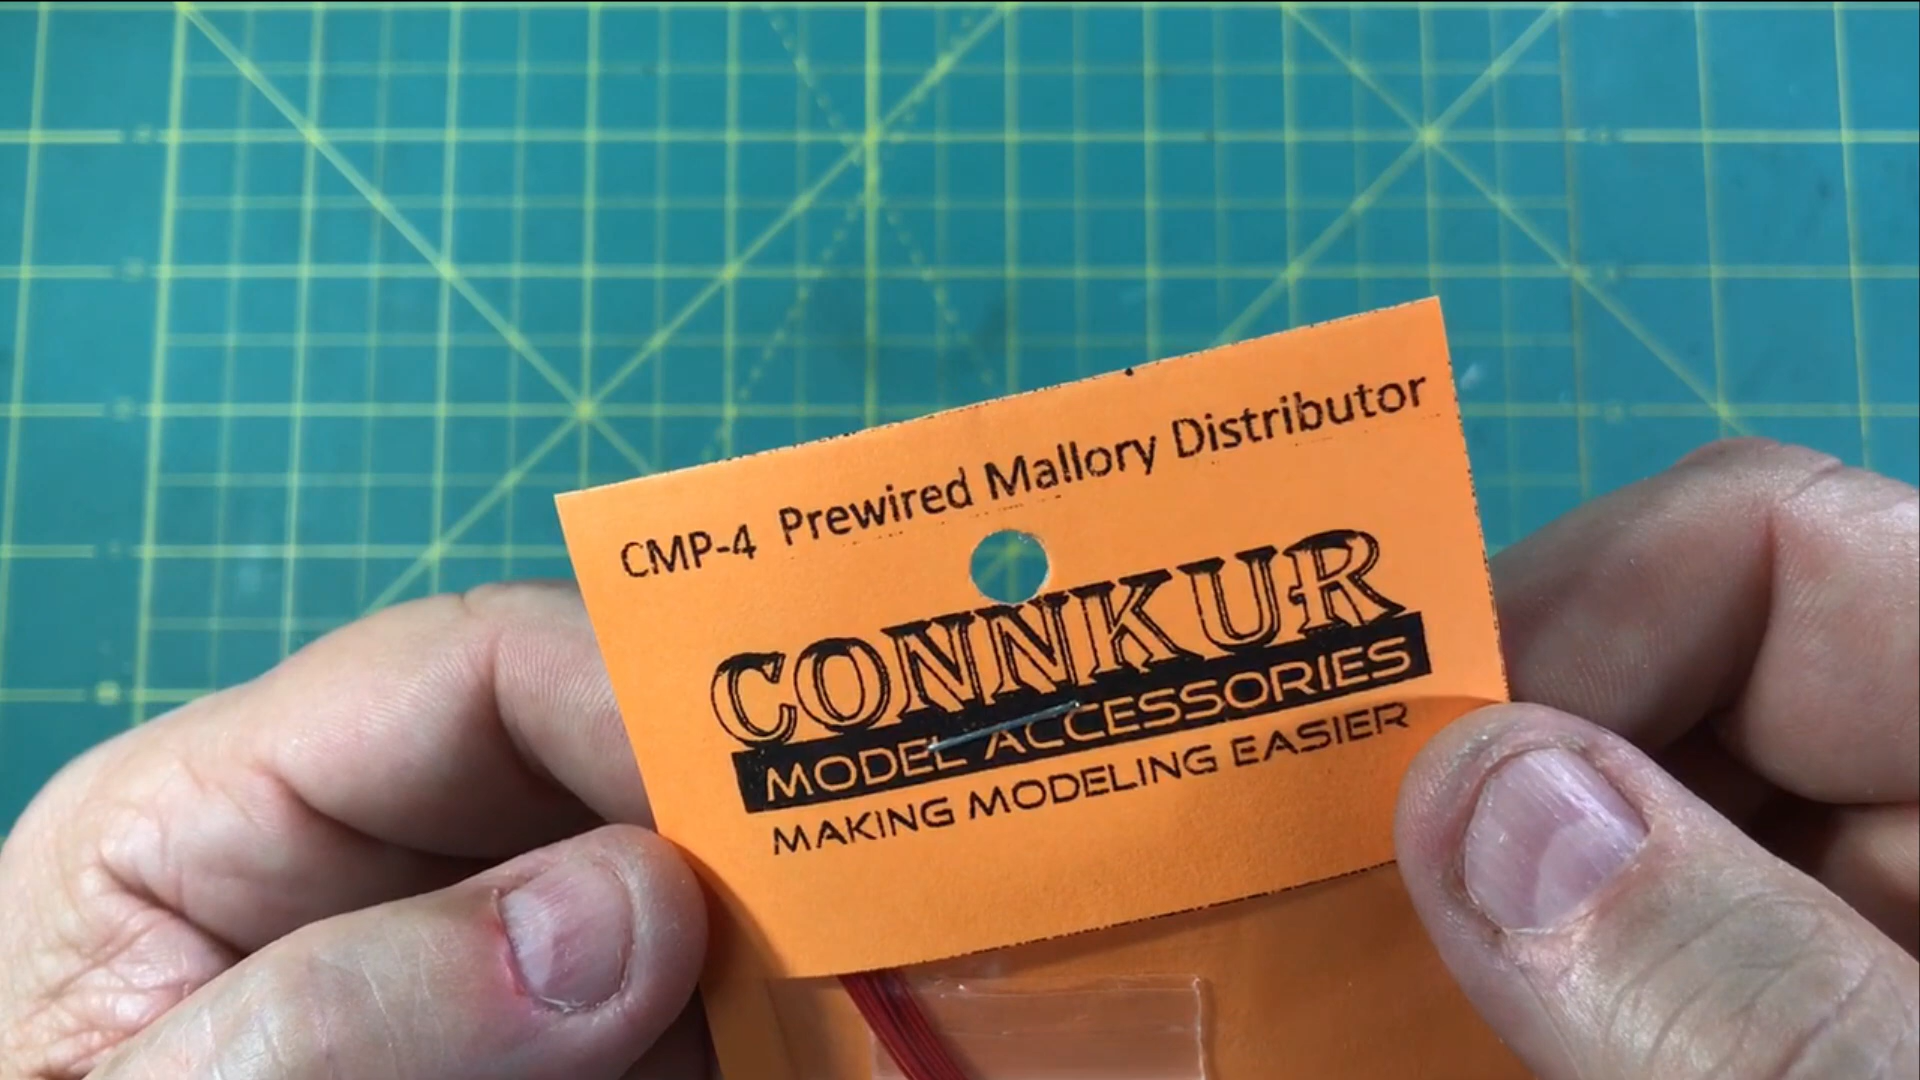 CMP-4 Prewired Mallory Distributor
CONNKUR
MODEL ACCESSORIES
MAKING MODELING EASIER